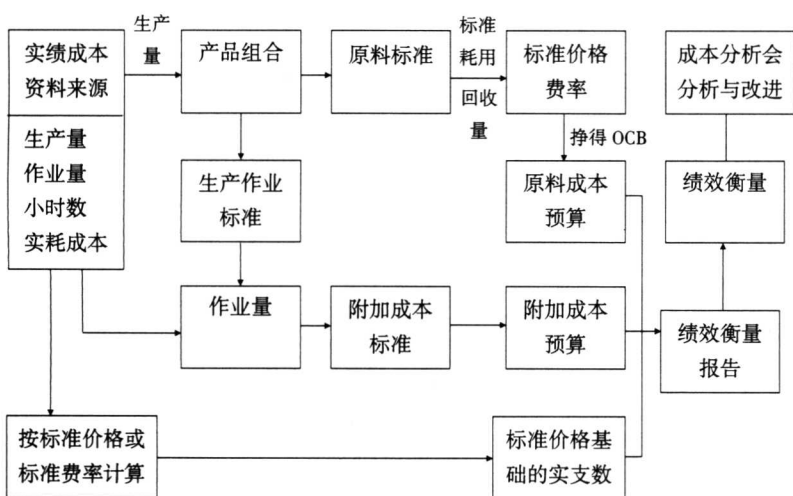 实绩成本
资料来源
生产量
作业量
小时数
实耗成本
生产
量
产品组合
原料标准
标准
耗用
回收
量
标准价格
费率
成本分析会
分析与改进
挣得 OCB
生产作业
标准
原料成本
预算
绩效衡量
作业量
附加成本
标准
附加成本
预算
绩效衡量
报告
按标准价格或
标准费率计算
标准价格基
础的实支数